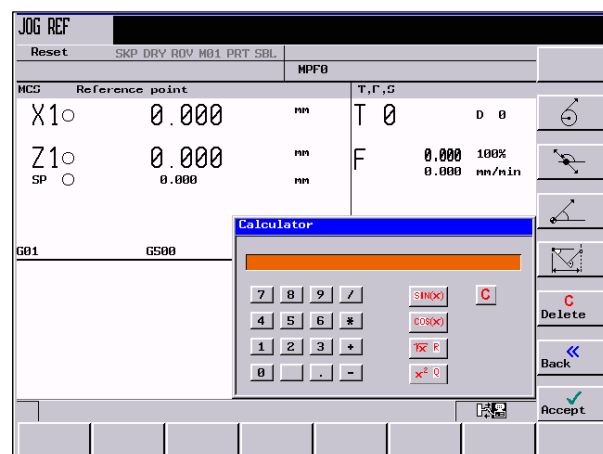 JOG REF
Reset SKP DRY ROV M01 PRT SBL
MPF0
MCS Reference point T,F,S
X1 0.000 mm T 0 D 0
Z1 0.000 mm F 0.000 100%
SP 0.000 mm 0.000 mm/min
G01 G500
Calculator
7 8 9 / SIN(x) C
4 5 6 * COS(x)
1 2 3 + √x R
0 . - x² Q
C
Delete
Back
Accept